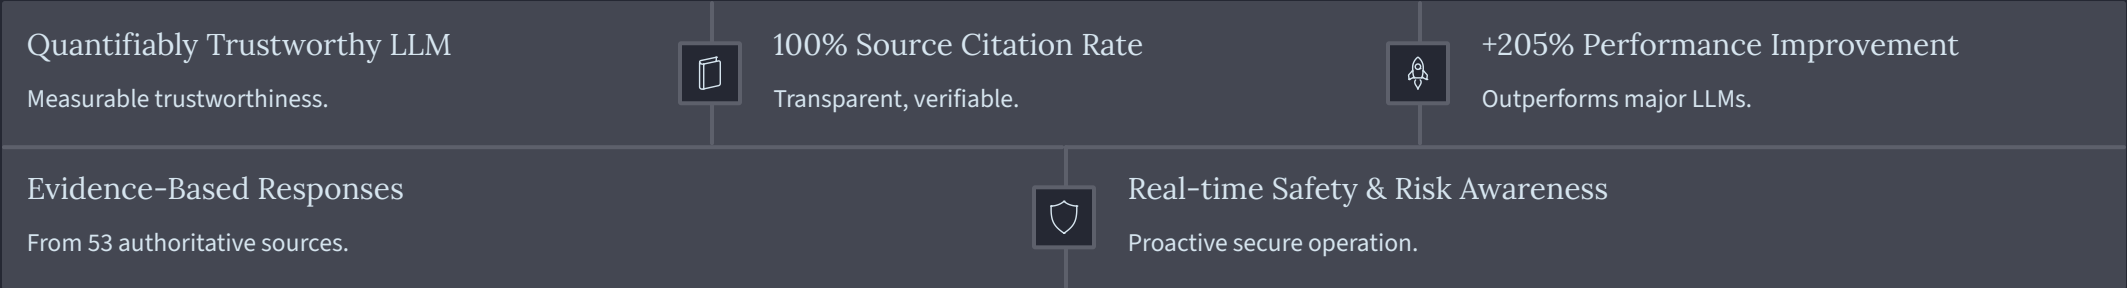 Quantifiably Trustworthy LLM
Measurable trustworthiness.
100% Source Citation Rate
Transparent, verifiable.
+205% Performance Improvement
Outperforms major LLMs.
Evidence-Based Responses
From 53 authoritative sources.
Real-time Safety & Risk Awareness
Proactive secure operation.